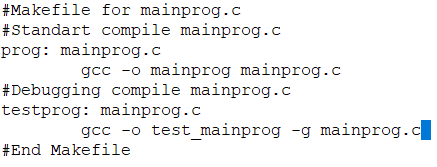 #Makefile for mainprog.c
#Standart compile mainprog.c
prog: mainprog.c
        gcc -o mainprog mainprog.c
#Debugging compile mainprog.c
testprog: mainprog.c
        gcc -o test_mainprog -g mainprog.c
#End Makefile